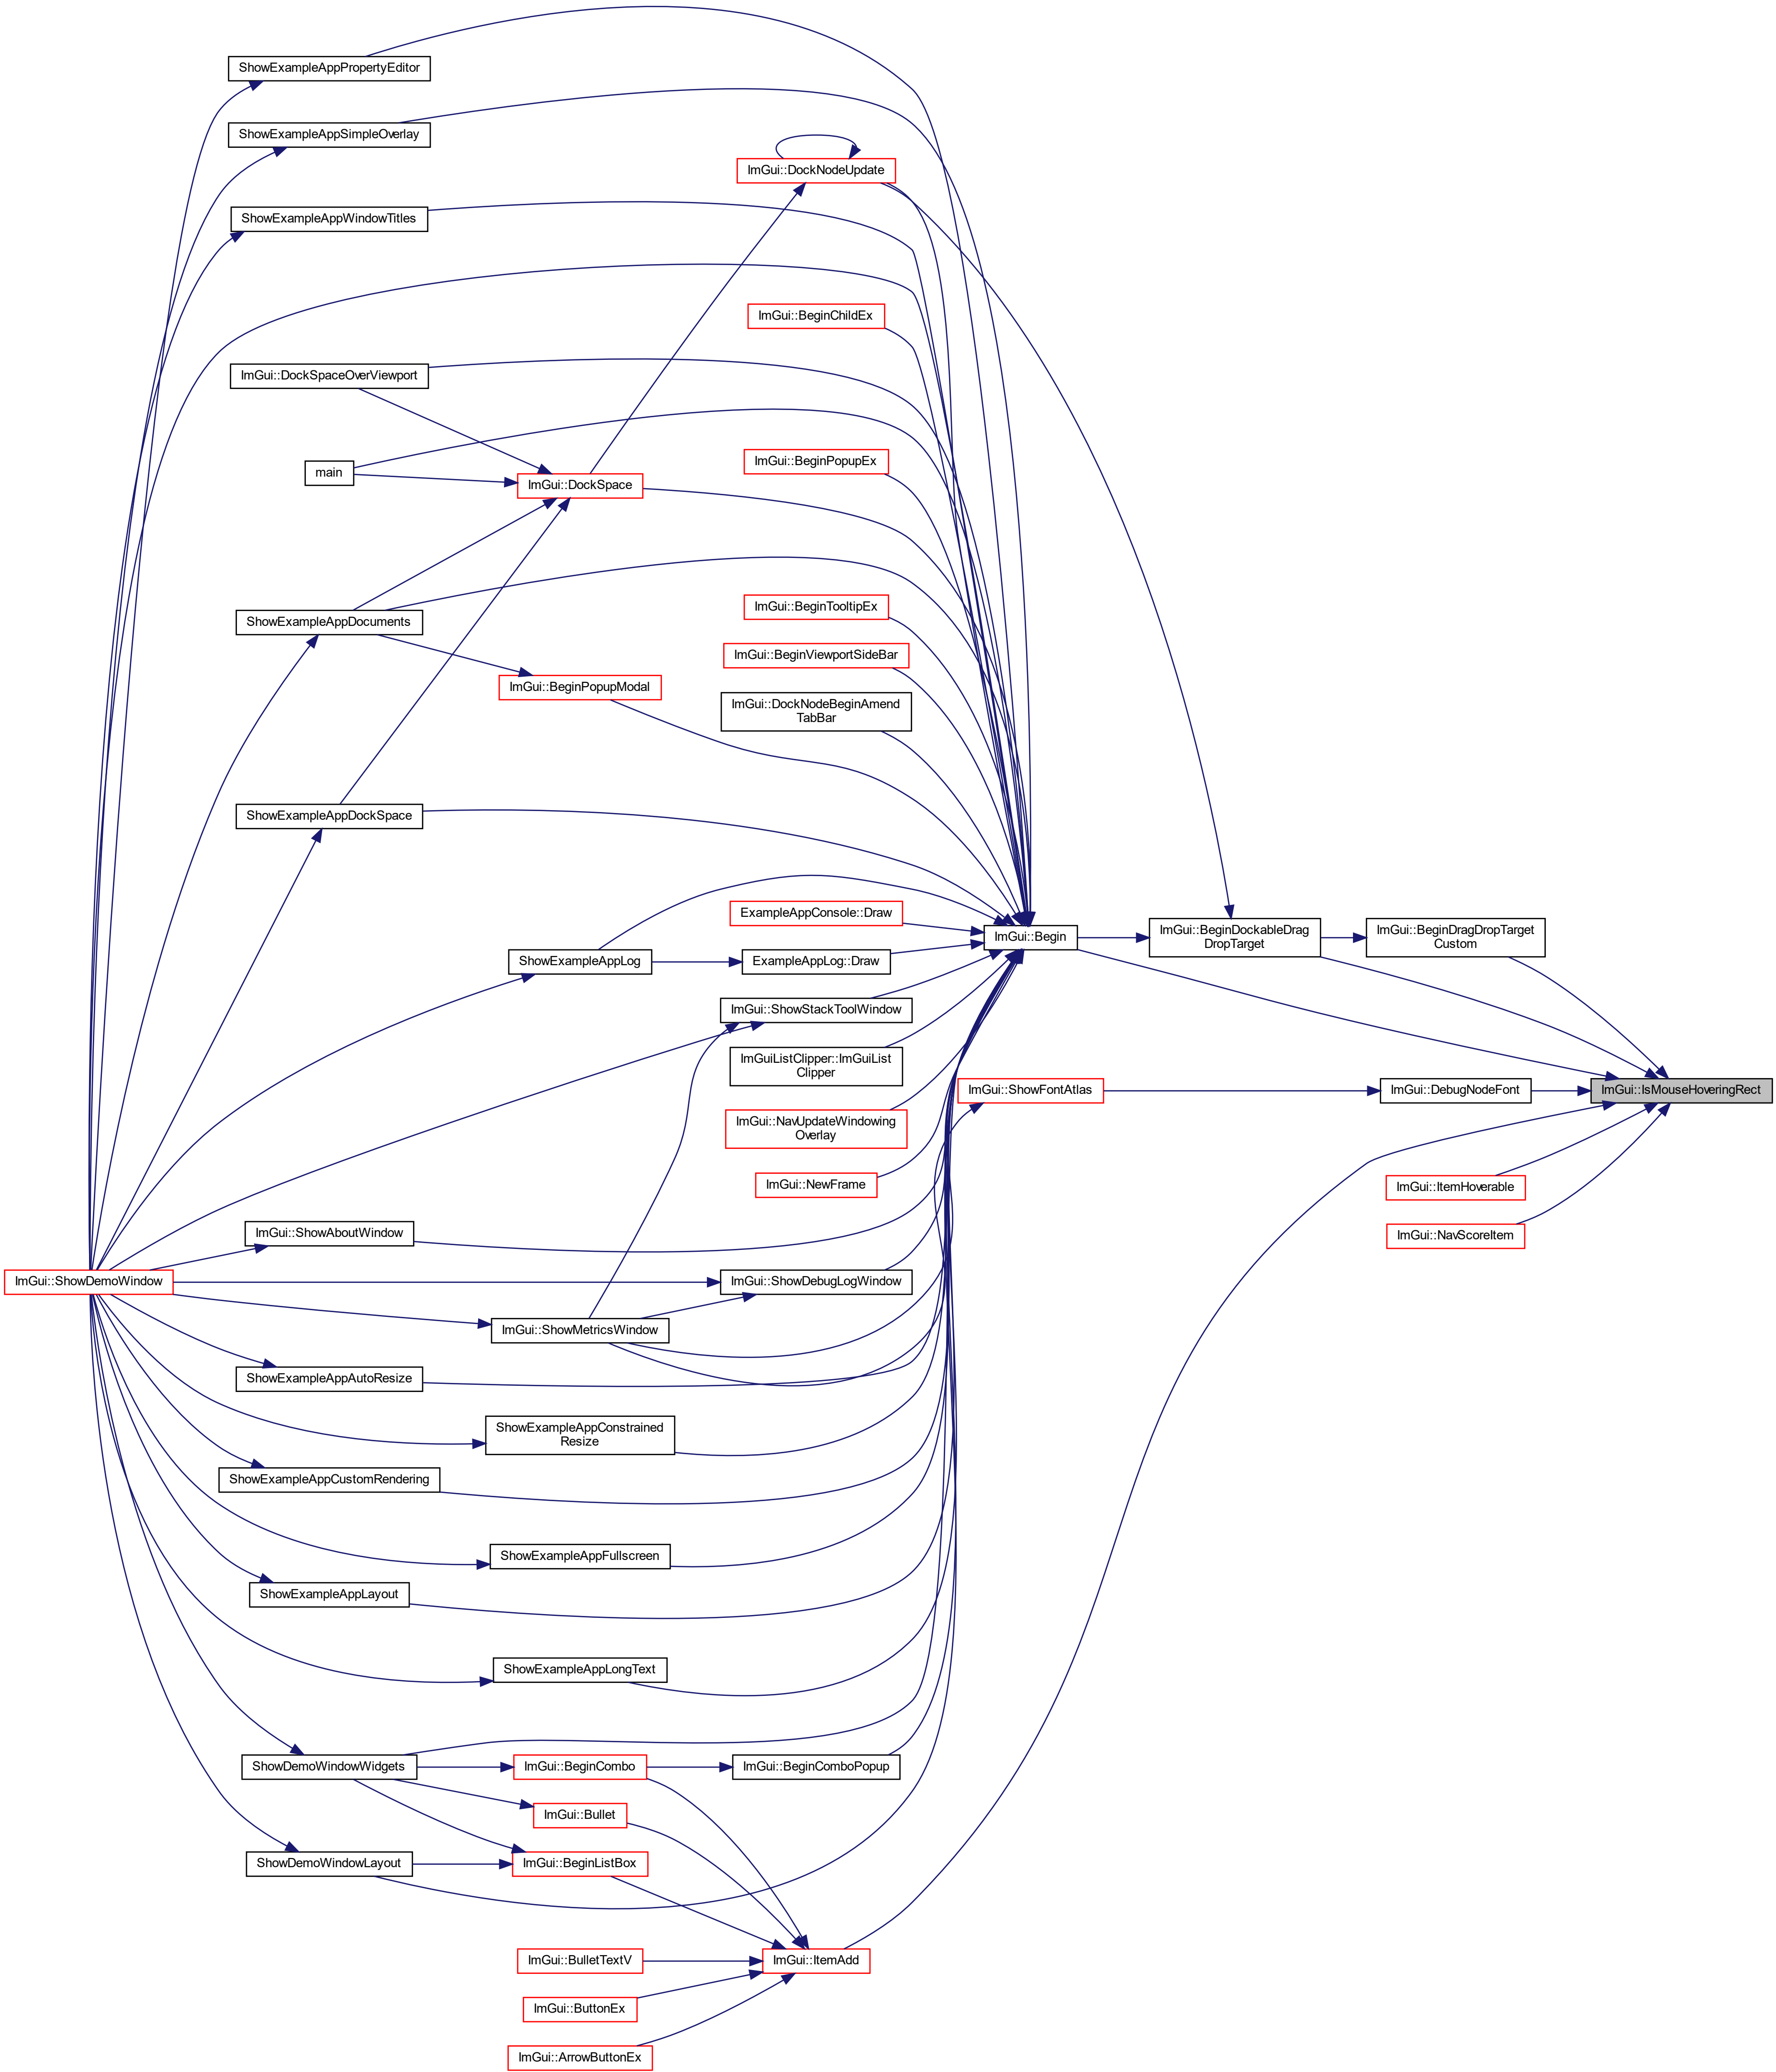 ShowExampleAppPropertyEditor
ShowExampleAppSimpleOverlay
ImGui::DockNodeUpdate
ShowExampleAppWindowTitles
ImGui::BeginChildEx
ImGui::DockSpaceOverViewport
ImGui::BeginPopupEx
main
ImGui::DockSpace
ImGui::BeginTooltipEx
ShowExampleAppDocuments
ImGui::BeginViewportSideBar
ImGui::BeginPopupModal
ImGui::DockNodeBeginAmend
TabBar
ShowExampleAppDockSpace
ExampleAppConsole::Draw
ImGui::Begin
ImGui::BeginDockableDrag
DropTarget
ImGui::BeginDragDropTarget
Custom
ShowExampleAppLog
ExampleAppLog::Draw
ImGui::ShowStackToolWindow
ImGuiListClipper::ImGuiList
Clipper
ImGui::ShowFontAtlas
ImGui::DebugNodeFont
ImGui::IsMouseHoveringRect
ImGui::NavUpdateWindowing
Overlay
ImGui::NewFrame
ImGui::ItemHoverable
ImGui::NavScoreItem
ImGui::ShowAboutWindow
ImGui::ShowDemoWindow
ImGui::ShowDebugLogWindow
ImGui::ShowMetricsWindow
ShowExampleAppAutoResize
ShowExampleAppConstrained
Resize
ShowExampleAppCustomRendering
ShowExampleAppFullscreen
ShowExampleAppLayout
ShowExampleAppLongText
ShowDemoWindowWidgets
ImGui::BeginCombo
ImGui::BeginComboPopup
ImGui::Bullet
ShowDemoWindowLayout
ImGui::BeginListBox
ImGui::BulletTextV
ImGui::ItemAdd
ImGui::ButtonEx
ImGui::ArrowButtonEx